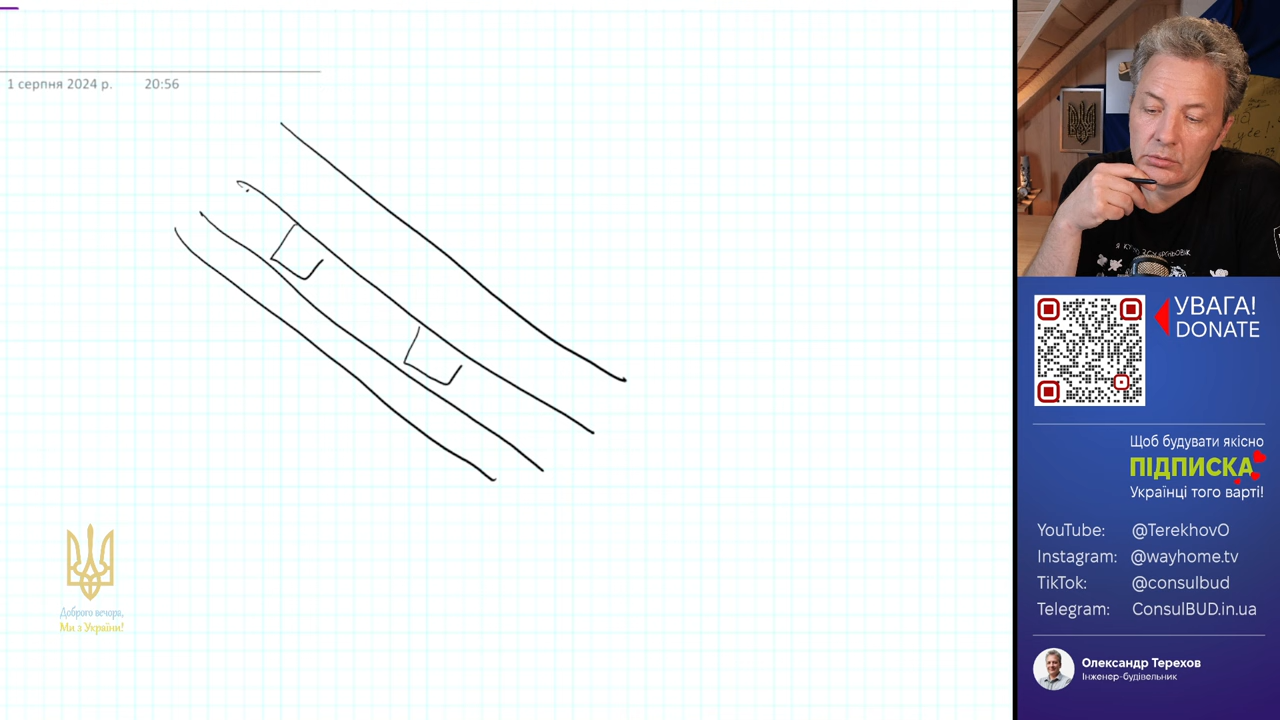 1 серпня 2024 р. 20:56
Доброго вечора,
Ми з України!
УВАГА!
DONATE
Щоб будувати якісно
ПІДПИСКА
Українці того варті!
YouTube: @TerekhovO
Instagram: @wayhome.tv
TikTok: @consulbud
Telegram: ConsulBUD.in.ua
Олександр Терехов
Інженер-будівельник